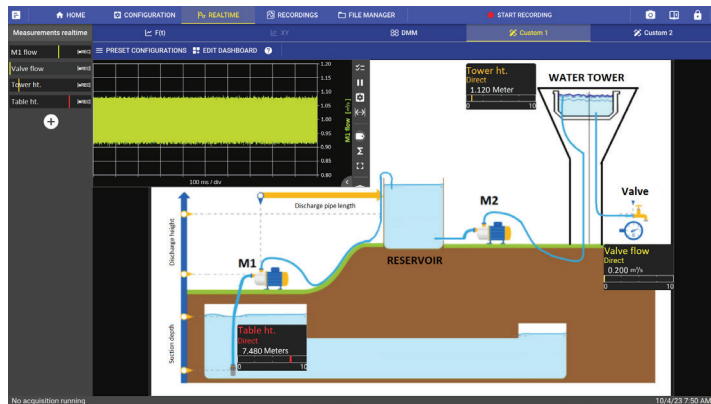 HOME
CONFIGURATION
REALTIME
RECORDINGS
FILE MANAGER
START RECORDING
Measurements realtime
F(t)
XY
DMM
Custom 1
Custom 2
PRESET CONFIGURATIONS
EDIT DASHBOARD
M1 flow
Valve flow
Tower ht.
Table ht.
1.20
1.15
1.10
1.05
1.00
0.95
0.90
0.85
0.80
M1 flow
100 ms / div
Tower ht.
Direct
1.120 Meter
0 10
WATER TOWER
Valve
Valve flow
Direct
0.200 m³/s
0 10
Discharge pipe length
Discharge height
M1
M2
RESERVOIR
Section depth
Table ht.
Direct
7.480 Meters
0 10
No acquisition running
10/4/23 7:50 AM